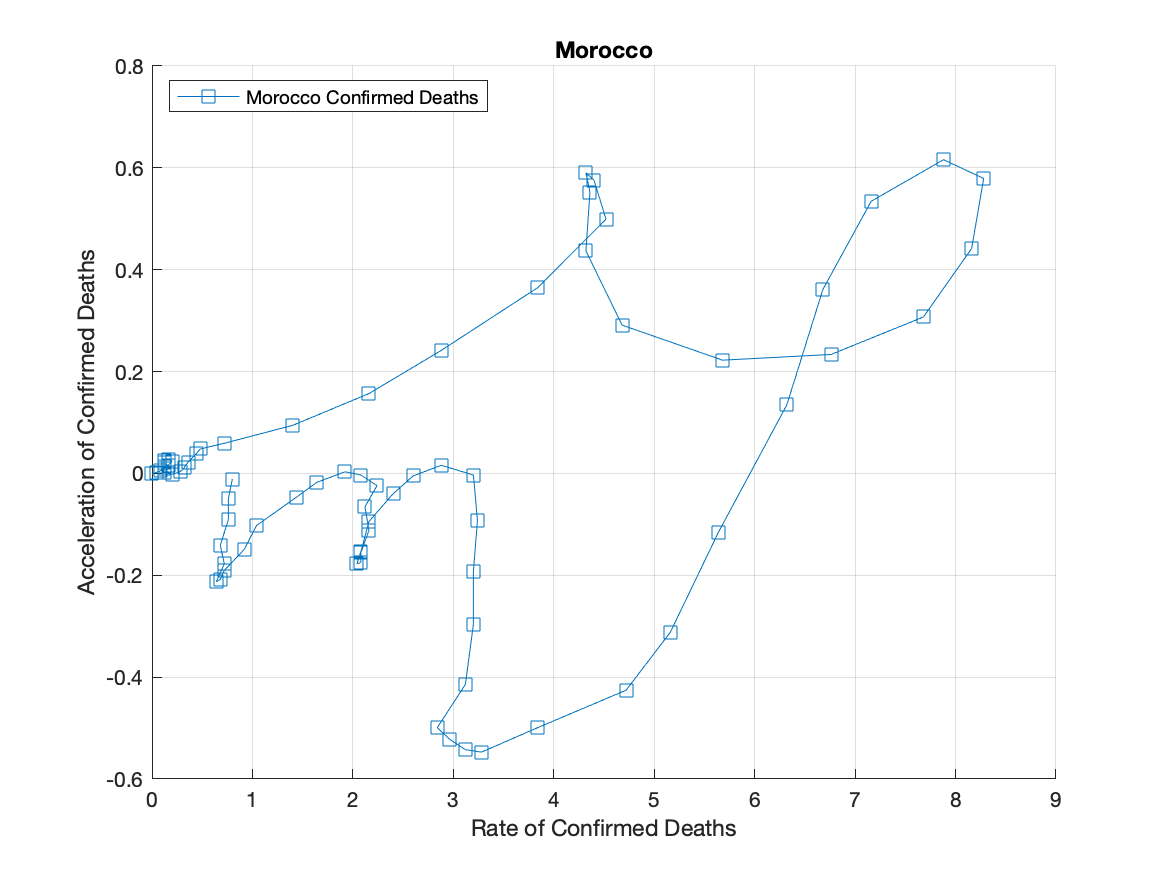 Morocco
Morocco Confirmed Deaths
0.8
0.6
0.4
0.2
0
-0.2
-0.4
-0.6
Acceleration of Confirmed Deaths
0 1 2 3 4 5 6 7 8 9
Rate of Confirmed Deaths